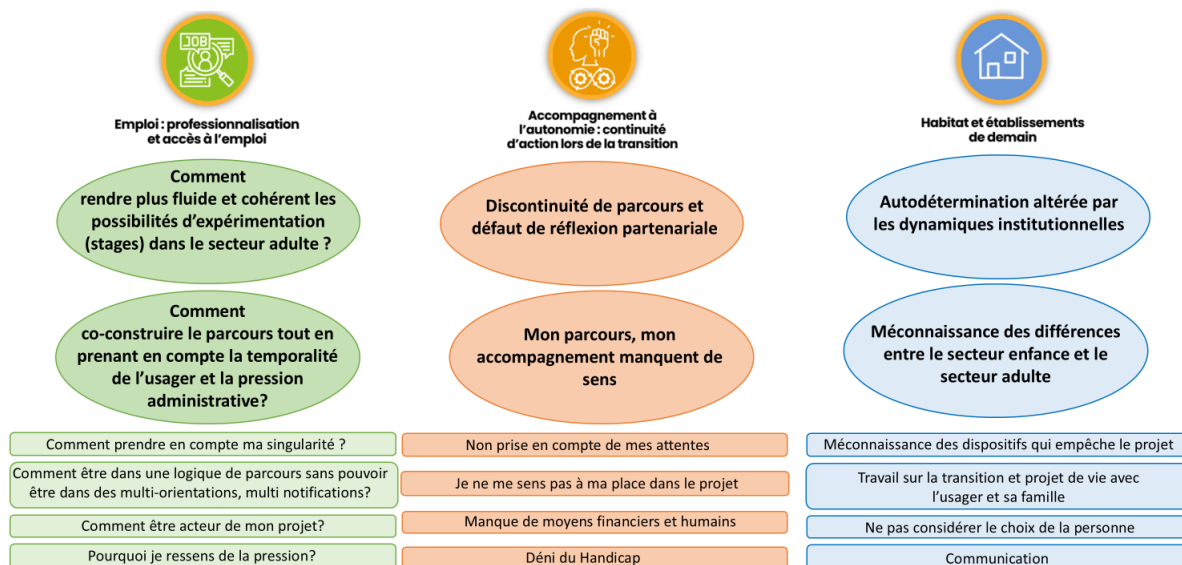 JOB
Emploi : professionnalisation
et accès à l'emploi
Comment
rendre plus fluide et cohérent les
possibilités d'expérimentation
(stages) dans le secteur adulte ?
Comment
co-construire le parcours tout en
prenant en compte la temporalité
de l'usager et la pression
administrative?
Comment prendre en compte ma singularité ?
Comment être dans une logique de parcours sans pouvoir
être dans des multi-orientations, multi notifications?
Comment être acteur de mon projet?
Pourquoi je ressens de la pression?
Accompagnement à
l'autonomie : continuité
d'action lors de la transition
Discontinuité de parcours et
défaut de réflexion partenariale
Mon parcours, mon
accompagnement manquent de
sens
Non prise en compte de mes attentes
Je ne me sens pas à ma place dans le projet
Manque de moyens financiers et humains
Déni du Handicap
Habitat et établissements
de demain
Autodétermination altérée par
les dynamiques institutionnelles
Méconnaissance des différences
entre le secteur enfance et le
secteur adulte
Méconnaissance des dispositifs qui empêche le projet
Travail sur la transition et projet de vie avec
l'usager et sa famille
Ne pas considérer le choix de la personne
Communication